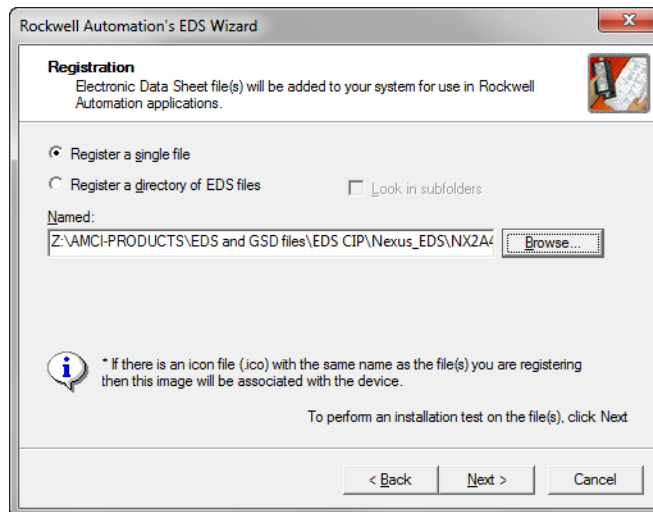 Rockwell Automation's EDS Wizard
Registration
Electronic Data Sheet file(s) will be added to your system for use in Rockwell
Automation applications.
Register a single file
Register a directory of EDS files
Look in subfolders
Named:
Z:\AMCI-PRODUCTS\EDS and GSD files\EDS CIP\Nexus_EDS\NX2A4
Browse...
* If there is an icon file (.ico) with the same name as the file(s) you are registering
then this image will be associated with the device.
To perform an installation test on the file(s), click Next
< Back
Next >
Cancel